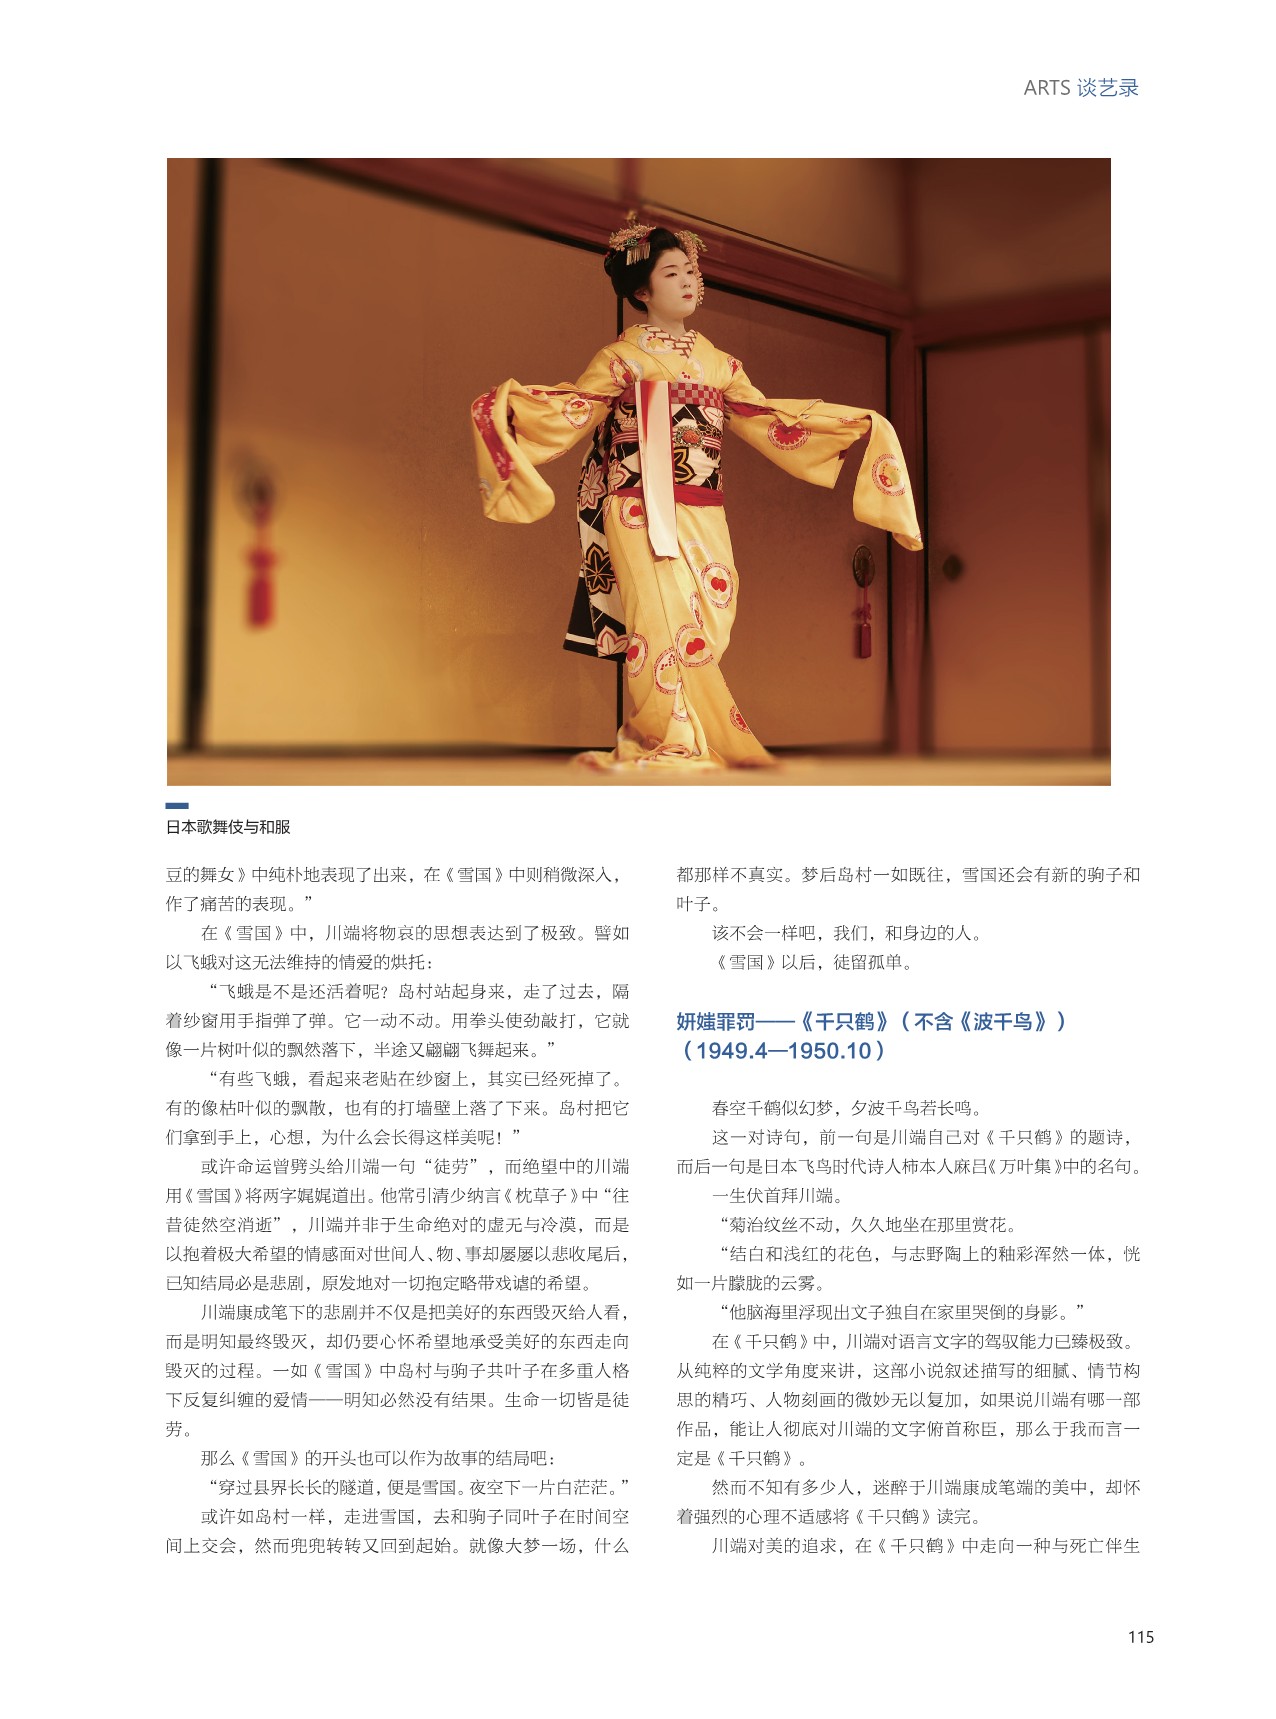 ARTS 谈艺录
日本歌舞伎与和服
豆的舞女》中纯朴地表现了出来，在《雪国》中则稍微深入，
作了痛苦的表现。”
在《雪国》中，川端将物哀的思想表达到了极致。譬如
以飞蛾对这无法维持的情爱的烘托：
“飞蛾是不是还活着呢？岛村站起身来，走了过去，隔
着纱窗用手指弹了弹。它一动不动。用拳头使劲敲打，它就
像一片树叶似的飘然落下，半途又翩翩飞舞起来。”
“有些飞蛾，看起来老贴在纱窗上，其实已经死掉了。
有的像枯叶似的飘散，也有的打墙壁上落了下来。岛村把它
们拿到手上，心想，为什么会长得这样美呢！”
或许命运曾劈头给川端一句“徒劳”，而绝望中的川端
用《雪国》将两字娓娓道出。他常引清少纳言《枕草子》中“往
昔徒然空消逝”，川端并非于生命绝对的虚无与冷漠，而是
以抱着极大希望的情感面对世间人、物、事却屡屡以悲收尾后，
已知结局必是悲剧，原发地对一切抱定略带戏谑的希望。
川端康成笔下的悲剧并不仅是把美好的东西毁灭给人看，
而是明知最终毁灭，却仍要心怀希望地承受美好的东西走向
毁灭的过程。一如《雪国》中岛村与驹子共叶子在多重人格
下反复纠缠的爱情——明知必然没有结果。生命一切皆是徒
劳。
那么《雪国》的开头也可以作为故事的结局吧：
“穿过县界长长的隧道，便是雪国。夜空下一片白茫茫。”
或许如岛村一样，走进雪国，去和驹子同叶子在时间空
间上交会，然而兜兜转转又回到起始。就像大梦一场，什么
都那样不真实。梦后岛村一如既往，雪国还会有新的驹子和
叶子。
该不会一样吧，我们，和身边的人。
《雪国》以后，徒留孤单。
妍媸罪罚——《千只鹤》（不含《波千鸟》）
（1949.4—1950.10）
春空千鹤似幻梦，夕波千鸟若长鸣。
这一对诗句，前一句是川端自己对《千只鹤》的题诗，
而后一句是日本飞鸟时代诗人柿本人麻吕《万叶集》中的名句。
一生伏首拜川端。
“菊治纹丝不动，久久地坐在那里赏花。
“结白和浅红的花色，与志野陶上的釉彩浑然一体，恍
如一片朦胧的云雾。
“他脑海里浮现出文子独自在家里哭倒的身影。”
在《千只鹤》中，川端对语言文字的驾驭能力已臻极致。
从纯粹的文学角度来讲，这部小说叙述描写的细腻、情节构
思的精巧、人物刻画的微妙无以复加，如果说川端有哪一部
作品，能让人彻底对川端的文字俯首称臣，那么于我而言一
定是《千只鹤》。
然而不知有多少人，迷醉于川端康成笔端的美中，却怀
着强烈的心理不适感将《千只鹤》读完。
川端对美的追求，在《千只鹤》中走向一种与死亡伴生
115